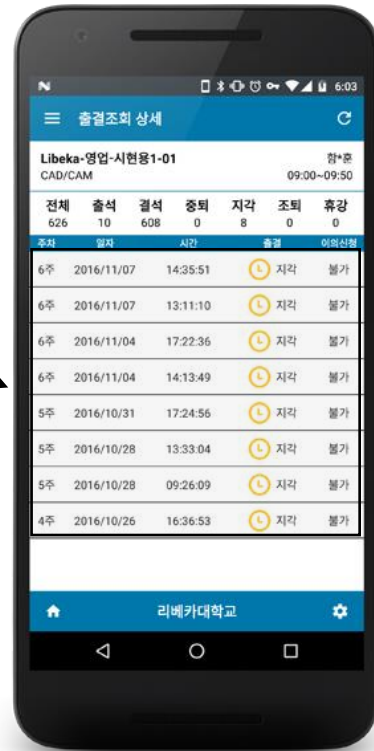 6:03
출결조회 상세
Libeka-영업-시현용1-01 함*훈
CAD/CAM 09:00~09:50
전체 출석 결석 중퇴 지각 조퇴 휴강
626 10 608 0 8 0 0
주차 일자 시간 출결 이의신청
6주 2016/11/07 14:35:51 지각 불가
6주 2016/11/07 13:11:10 지각 불가
6주 2016/11/04 17:22:36 지각 불가
6주 2016/11/04 14:13:49 지각 불가
5주 2016/10/31 17:24:56 지각 불가
5주 2016/10/28 13:33:04 지각 불가
5주 2016/10/28 09:26:09 지각 불가
4주 2016/10/26 16:36:53 지각 불가
리베카대학교